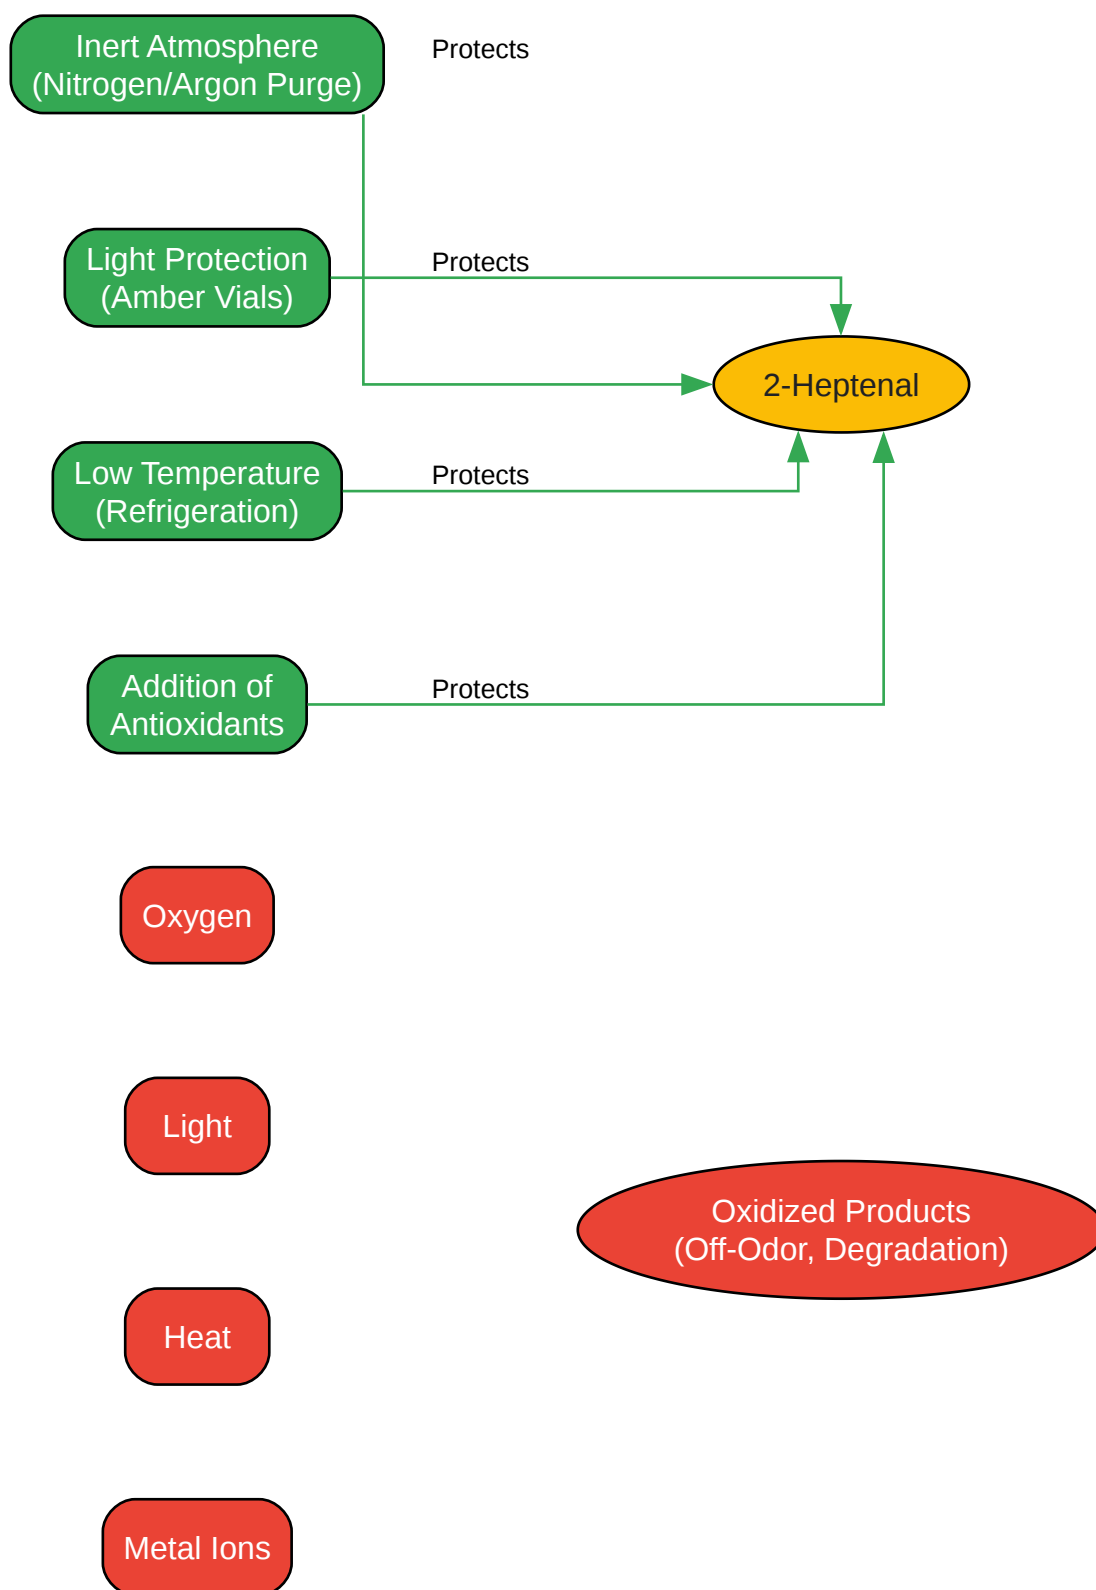 Inert Atmosphere
(Nitrogen/Argon Purge)
Protects
Light Protection
(Amber Vials)
Protects
2-Heptenal
Low Temperature
(Refrigeration)
Protects
Addition of
Antioxidants
Protects
Oxygen
Light
Oxidized Products
(Off-Odor, Degradation)
Heat
Metal Ions